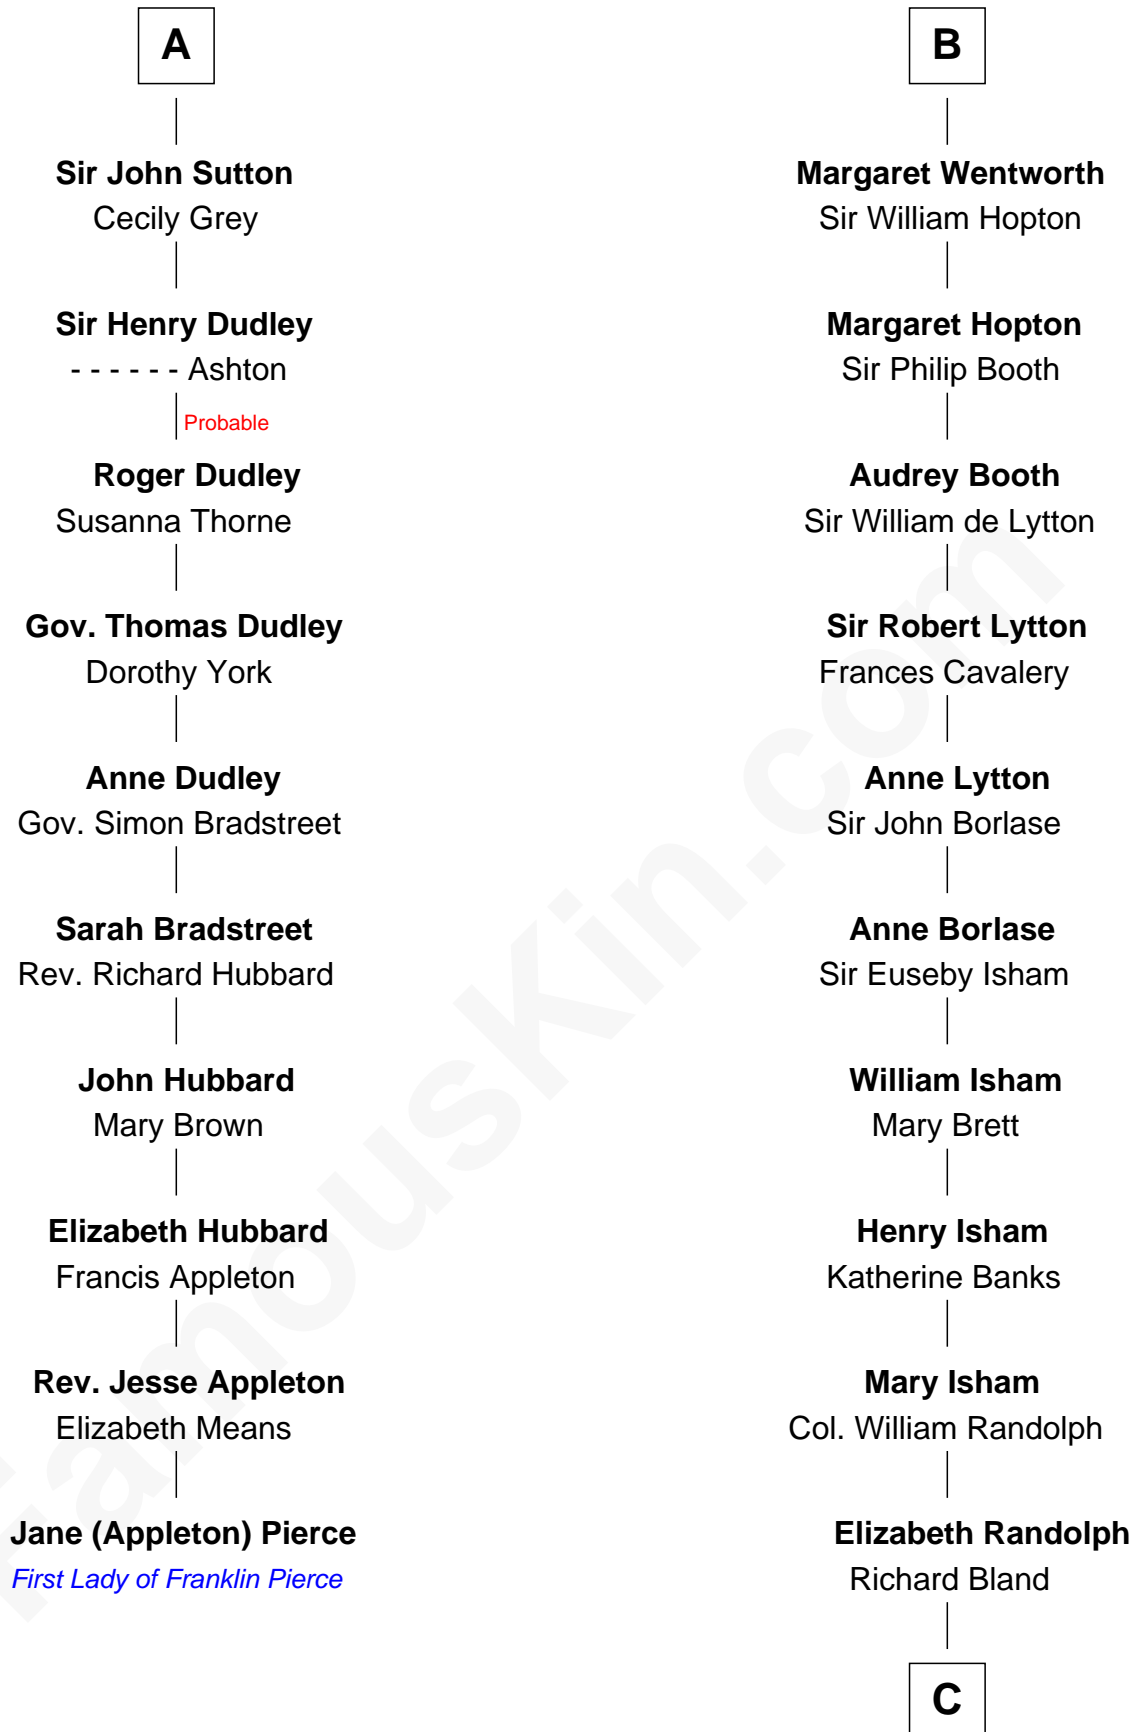 A
Sir John Sutton
Cecily Grey
Sir Henry Dudley
- - - - - - Ashton
Probable
Roger Dudley
Susanna Thorne
Gov. Thomas Dudley
Dorothy York
Anne Dudley
Gov. Simon Bradstreet
Sarah Bradstreet
Rev. Richard Hubbard
John Hubbard
Mary Brown
Elizabeth Hubbard
Francis Appleton
Rev. Jesse Appleton
Elizabeth Means
Jane (Appleton) Pierce
First Lady of Franklin Pierce
B
Margaret Wentworth
Sir William Hopton
Margaret Hopton
Sir Philip Booth
Audrey Booth
Sir William de Lytton
Sir Robert Lytton
Frances Cavalery
Anne Lytton
Sir John Borlase
Anne Borlase
Sir Euseby Isham
William Isham
Mary Brett
Henry Isham
Katherine Banks
Mary Isham
Col. William Randolph
Elizabeth Randolph
Richard Bland
C
FamousKin.com